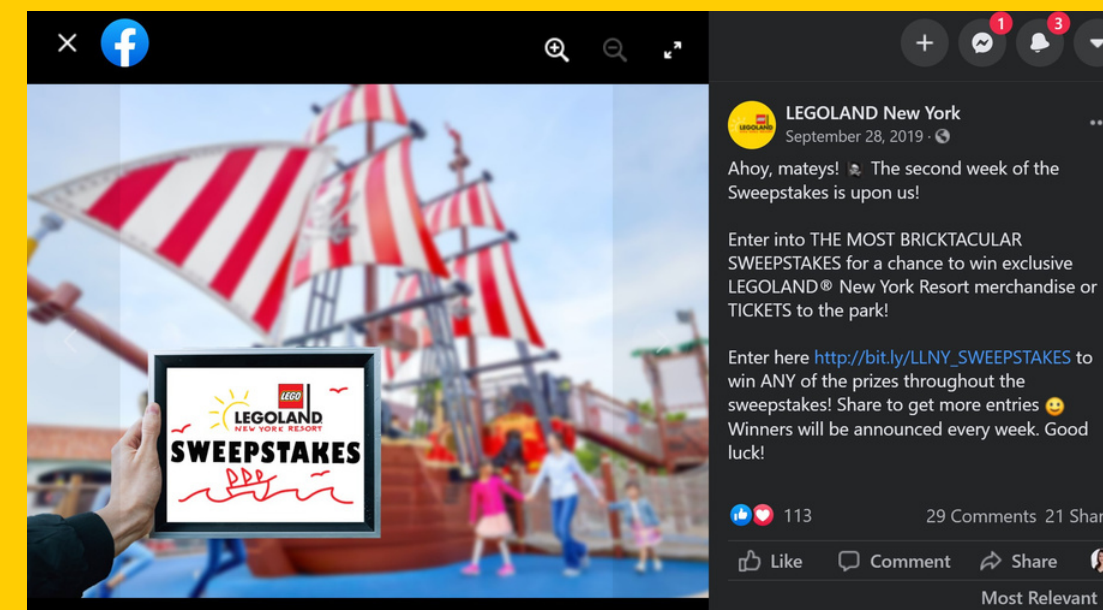 1
3
LEGOLAND New York
September 28, 2019 ·
Ahoy, mateys! 🏴‍☠️ The second week of the
Sweepstakes is upon us!
Enter into THE MOST BRICKTACULAR
SWEEPSTAKES for a chance to win exclusive
LEGOLAND® New York Resort merchandise or
TICKETS to the park!
Enter here http://bit.ly/LLNY_SWEEPSTAKES to
win ANY of the prizes throughout the
sweepstakes! Share to get more entries 🙂
Winners will be announced every week. Good
luck!
113
29 Comments 21 Shar
Like Comment Share
Most Relevant
LEGO
LEGOLAND
NEW YORK RESORT
SWEEPSTAKES
LEGOLAND